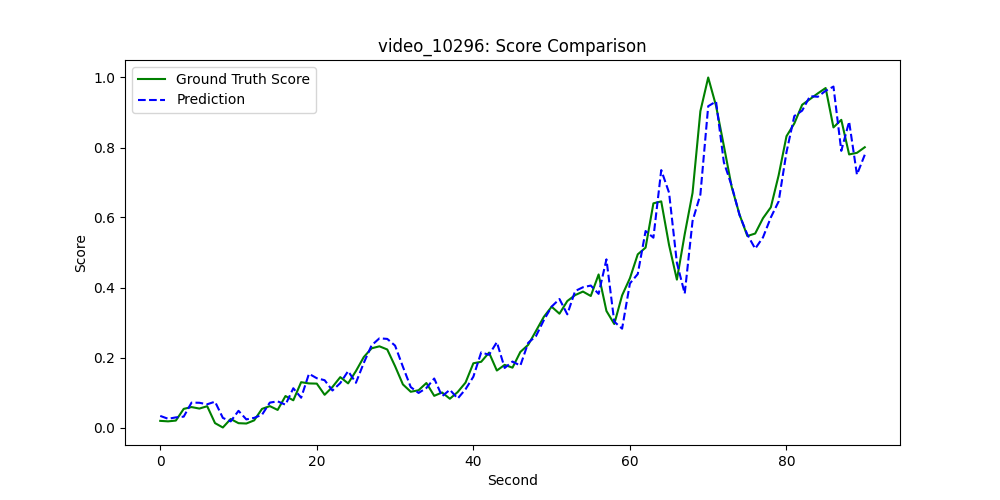 video_10296: Score Comparison
Ground Truth Score
Prediction
1.0
0.8
0.6
0.4
0.2
0.0
Score
0 20 40 60 80
Second